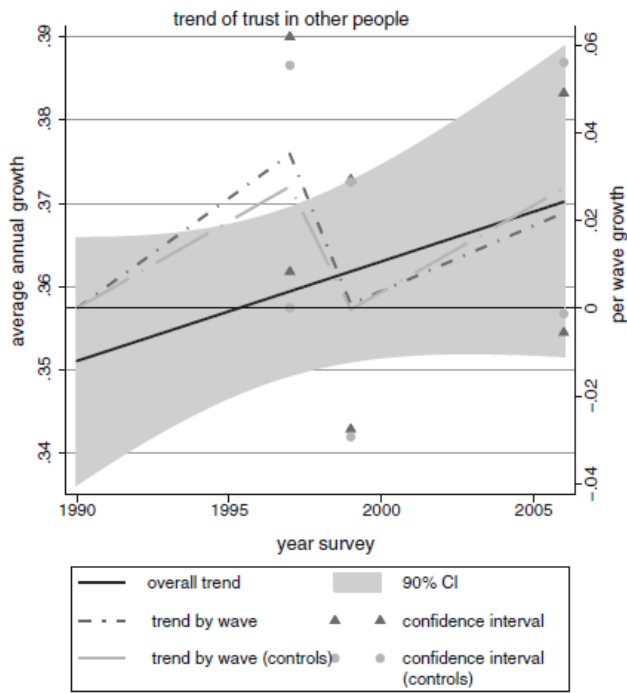 trend of trust in other people
.39
.38
.37
.36
.35
.34
average annual growth
.06
.04
.02
0
-.02
-.04
per wave growth
1990 1995 2000 2005
year survey
overall trend 90% CI
trend by wave confidence interval
trend by wave (controls) confidence interval
(controls)